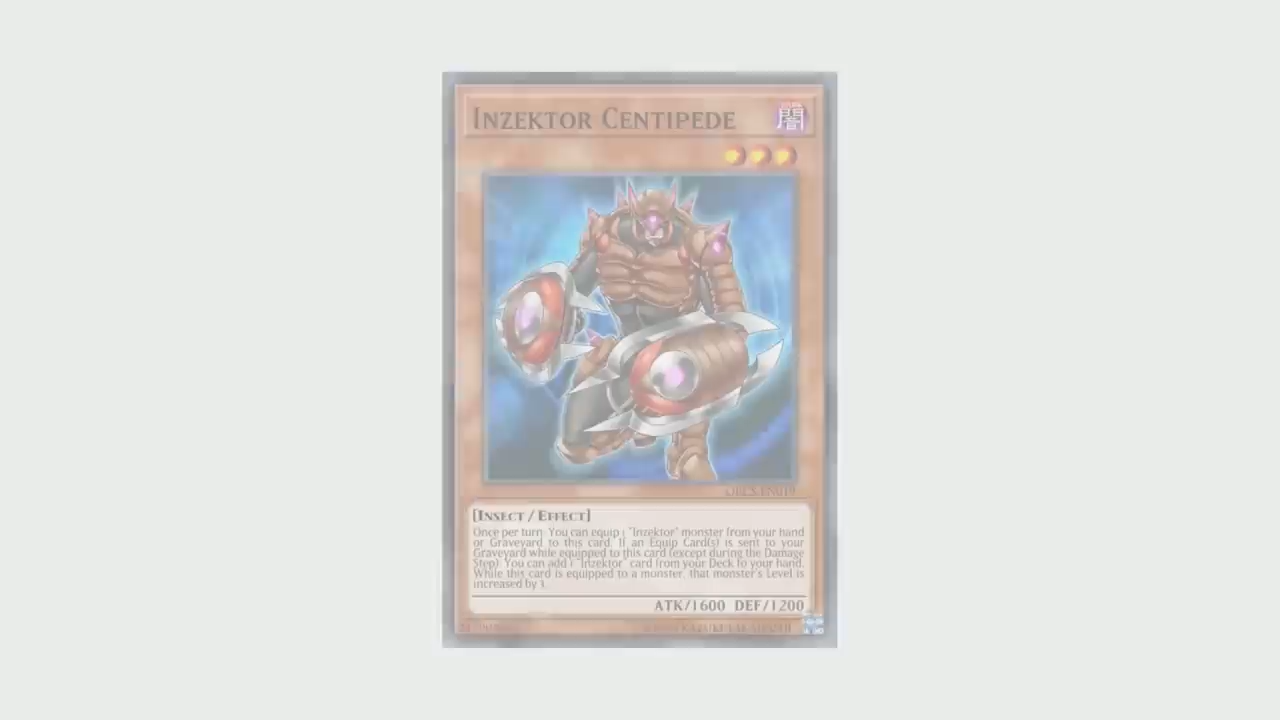 INZEKTOR CENTIPEDE
闇
ORCS-EN019
[INSECT / EFFECT]
Once per turn: You can equip 1 "Inzektor" monster from your hand
or Graveyard to this card. If an Equip Card(s) is sent to your
Graveyard while equipped to this card (except during the Damage
Step): You can add 1 "Inzektor" card from your Deck to your hand.
While this card is equipped to a monster, that monster's Level is
increased by 3.
ATK/1600 DEF/1200